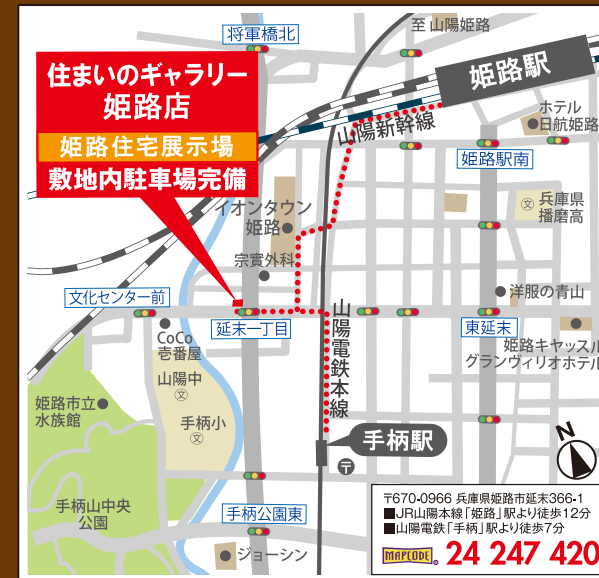 将軍橋北
至 山陽姫路
住まいのギャラリー
姫路店
姫路住宅展示場
敷地内駐車場完備
姫路駅
山陽新幹線
ホテル
日航姫路
姫路駅南
文
兵庫県
播磨高
イオンタウン
姫路
宗實外科
文化センター前
延末一丁目
洋服の青山
東延末
CoCo
壱番屋
山陽電鉄本線
姫路キャッスル
グランヴィリオホテル
山陽中
文
姫路市立
水族館
手柄小
文
手柄駅
〒
N
手柄山中央
公園
手柄公園東
ジョーシン
〒670-0966 兵庫県姫路市延末366-1
■JR山陽本線「姫路」駅より徒歩12分
■山陽電鉄「手柄」駅より徒歩7分
MAPCODE® 24 247 420